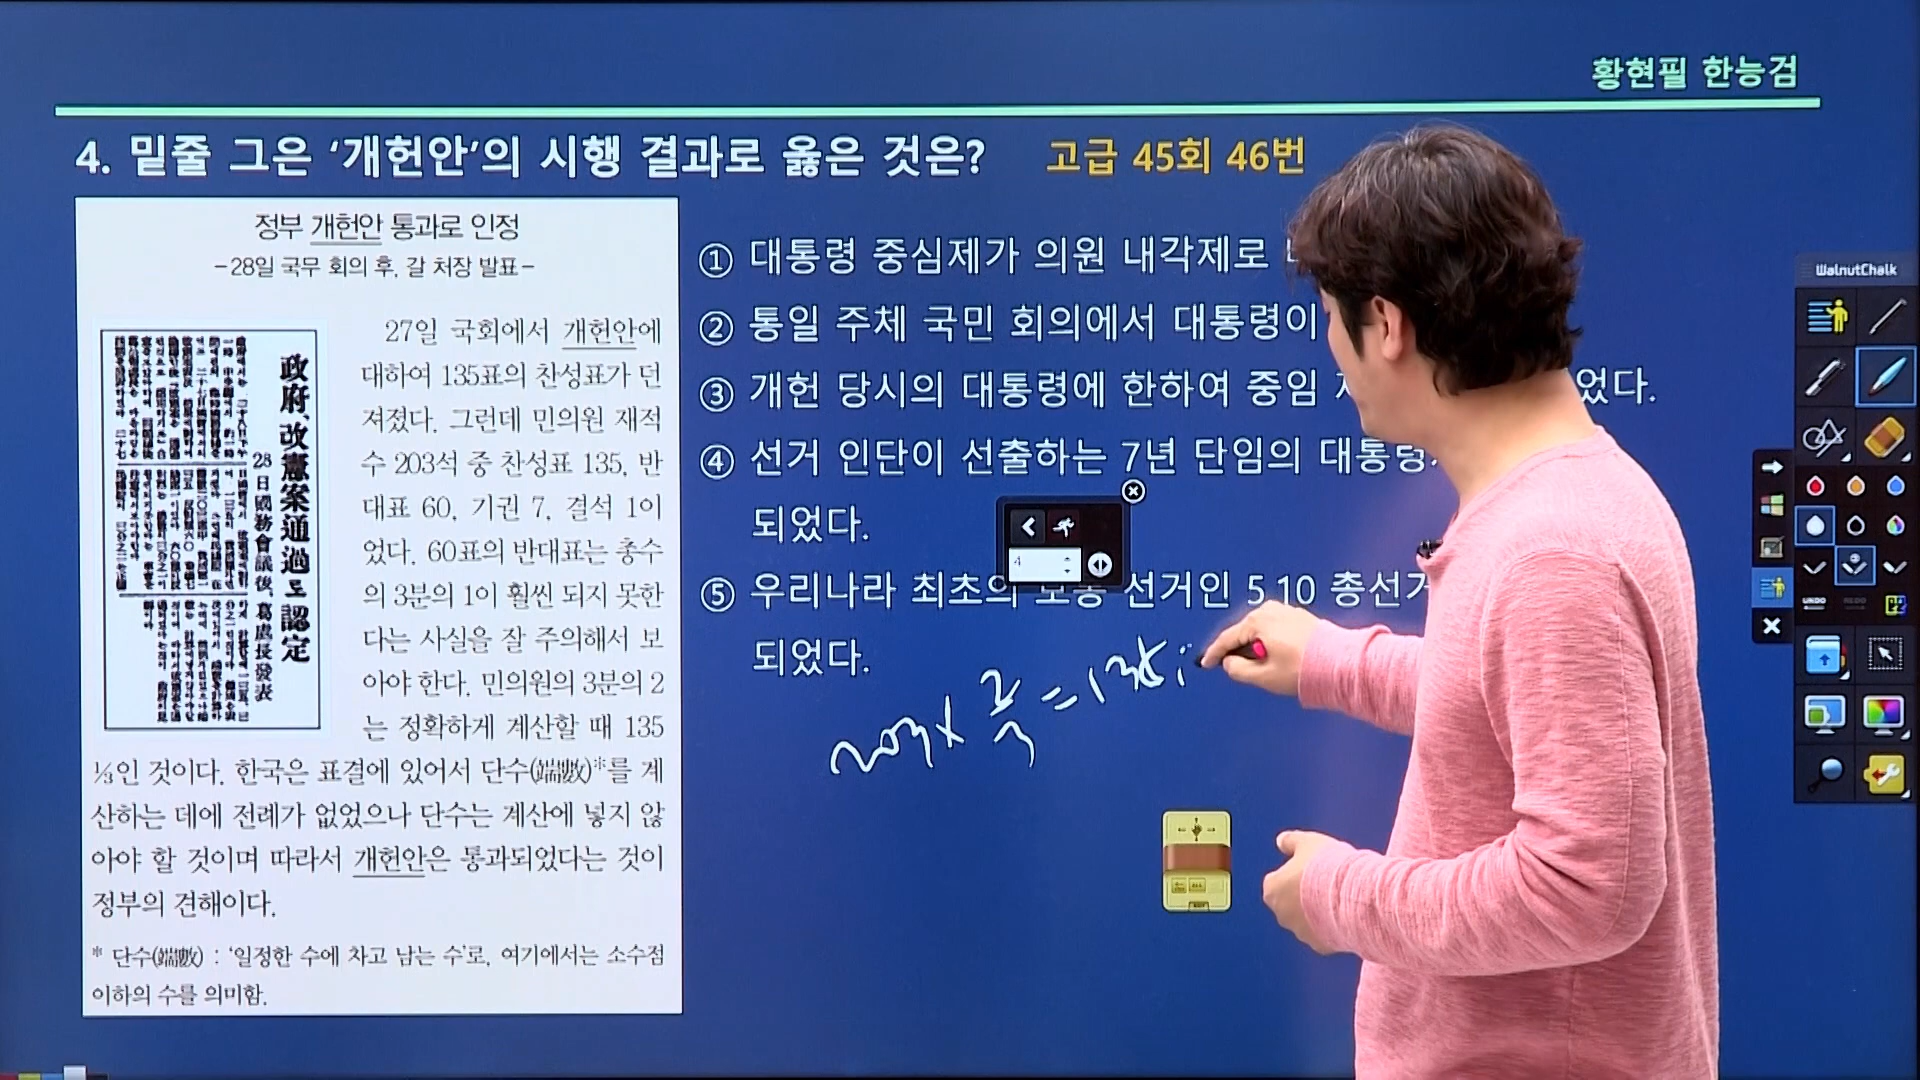 황현필 한능검
4. 밑줄 그은 ‘개헌안’의 시행 결과로 옳은 것은? 고급 45회 46번
정부 개헌안 통과로 인정
-28일 국무 회의 후, 갈 처장 발표-
27일 국회에서 개헌안에
대하여 135표의 찬성표가 던
져졌다. 그런데 민의원 재적
수 203석 중 찬성표 135, 반
대표 60, 기권 7, 결석 1이
었다. 60표의 반대표는 총수
의 3분의 1이 훨씬 되지 못한
다는 사실을 잘 주의해서 보
아야 한다. 민의원의 3분의 2
는 정확하게 계산할 때 135
⅓인 것이다. 한국은 표결에 있어서 단수(端數)*를 계
산하는 데에 전례가 없었으나 단수는 계산에 넣지 않
아야 할 것이며 따라서 개헌안은 통과되었다는 것이
정부의 견해이다.
* 단수(端數) : ‘일정한 수에 차고 남는 수’로, 여기에서는 소수점
이하의 수를 의미함.
政府, 改憲案通過로 認定
28日國務會議後, 葛處長發表
① 대통령 중심제가 의원 내각제로
② 통일 주체 국민 회의에서 대통령이
③ 개헌 당시의 대통령에 한하여 중임 었다.
④ 선거 인단이 선출하는 7년 단임의 대통령
되었다.
⑤ 우리나라 최초의 보통 선거인 5 10 총선거
되었다.
203 × 2/3 = 135.
4
WalnutChalk
UNDO
REDO